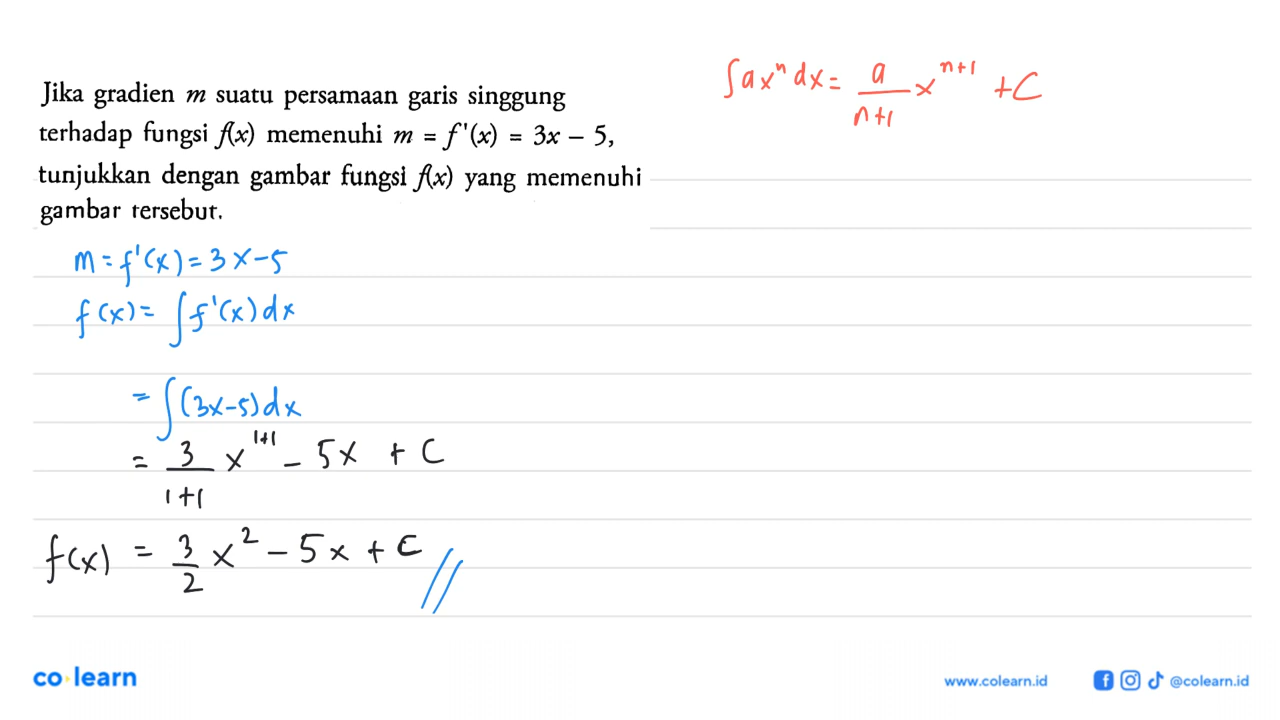 Jika gradien m suatu persamaan garis singgung
terhadap fungsi f(x) memenuhi m = f'(x) = 3x – 5,
tunjukkan dengan gambar fungsi f(x) yang memenuhi
gambar tersebut.
∫axⁿ dx = a/(n+1) x^(n+1) + C
m = f'(x) = 3x-5
f(x) = ∫f'(x)dx
= ∫(3x-5)dx
= 3/(1+1) x^(1+1) - 5x + C
f(x) = 3/2 x² - 5x + C //
co learn
www.colearn.id
@colearn.id